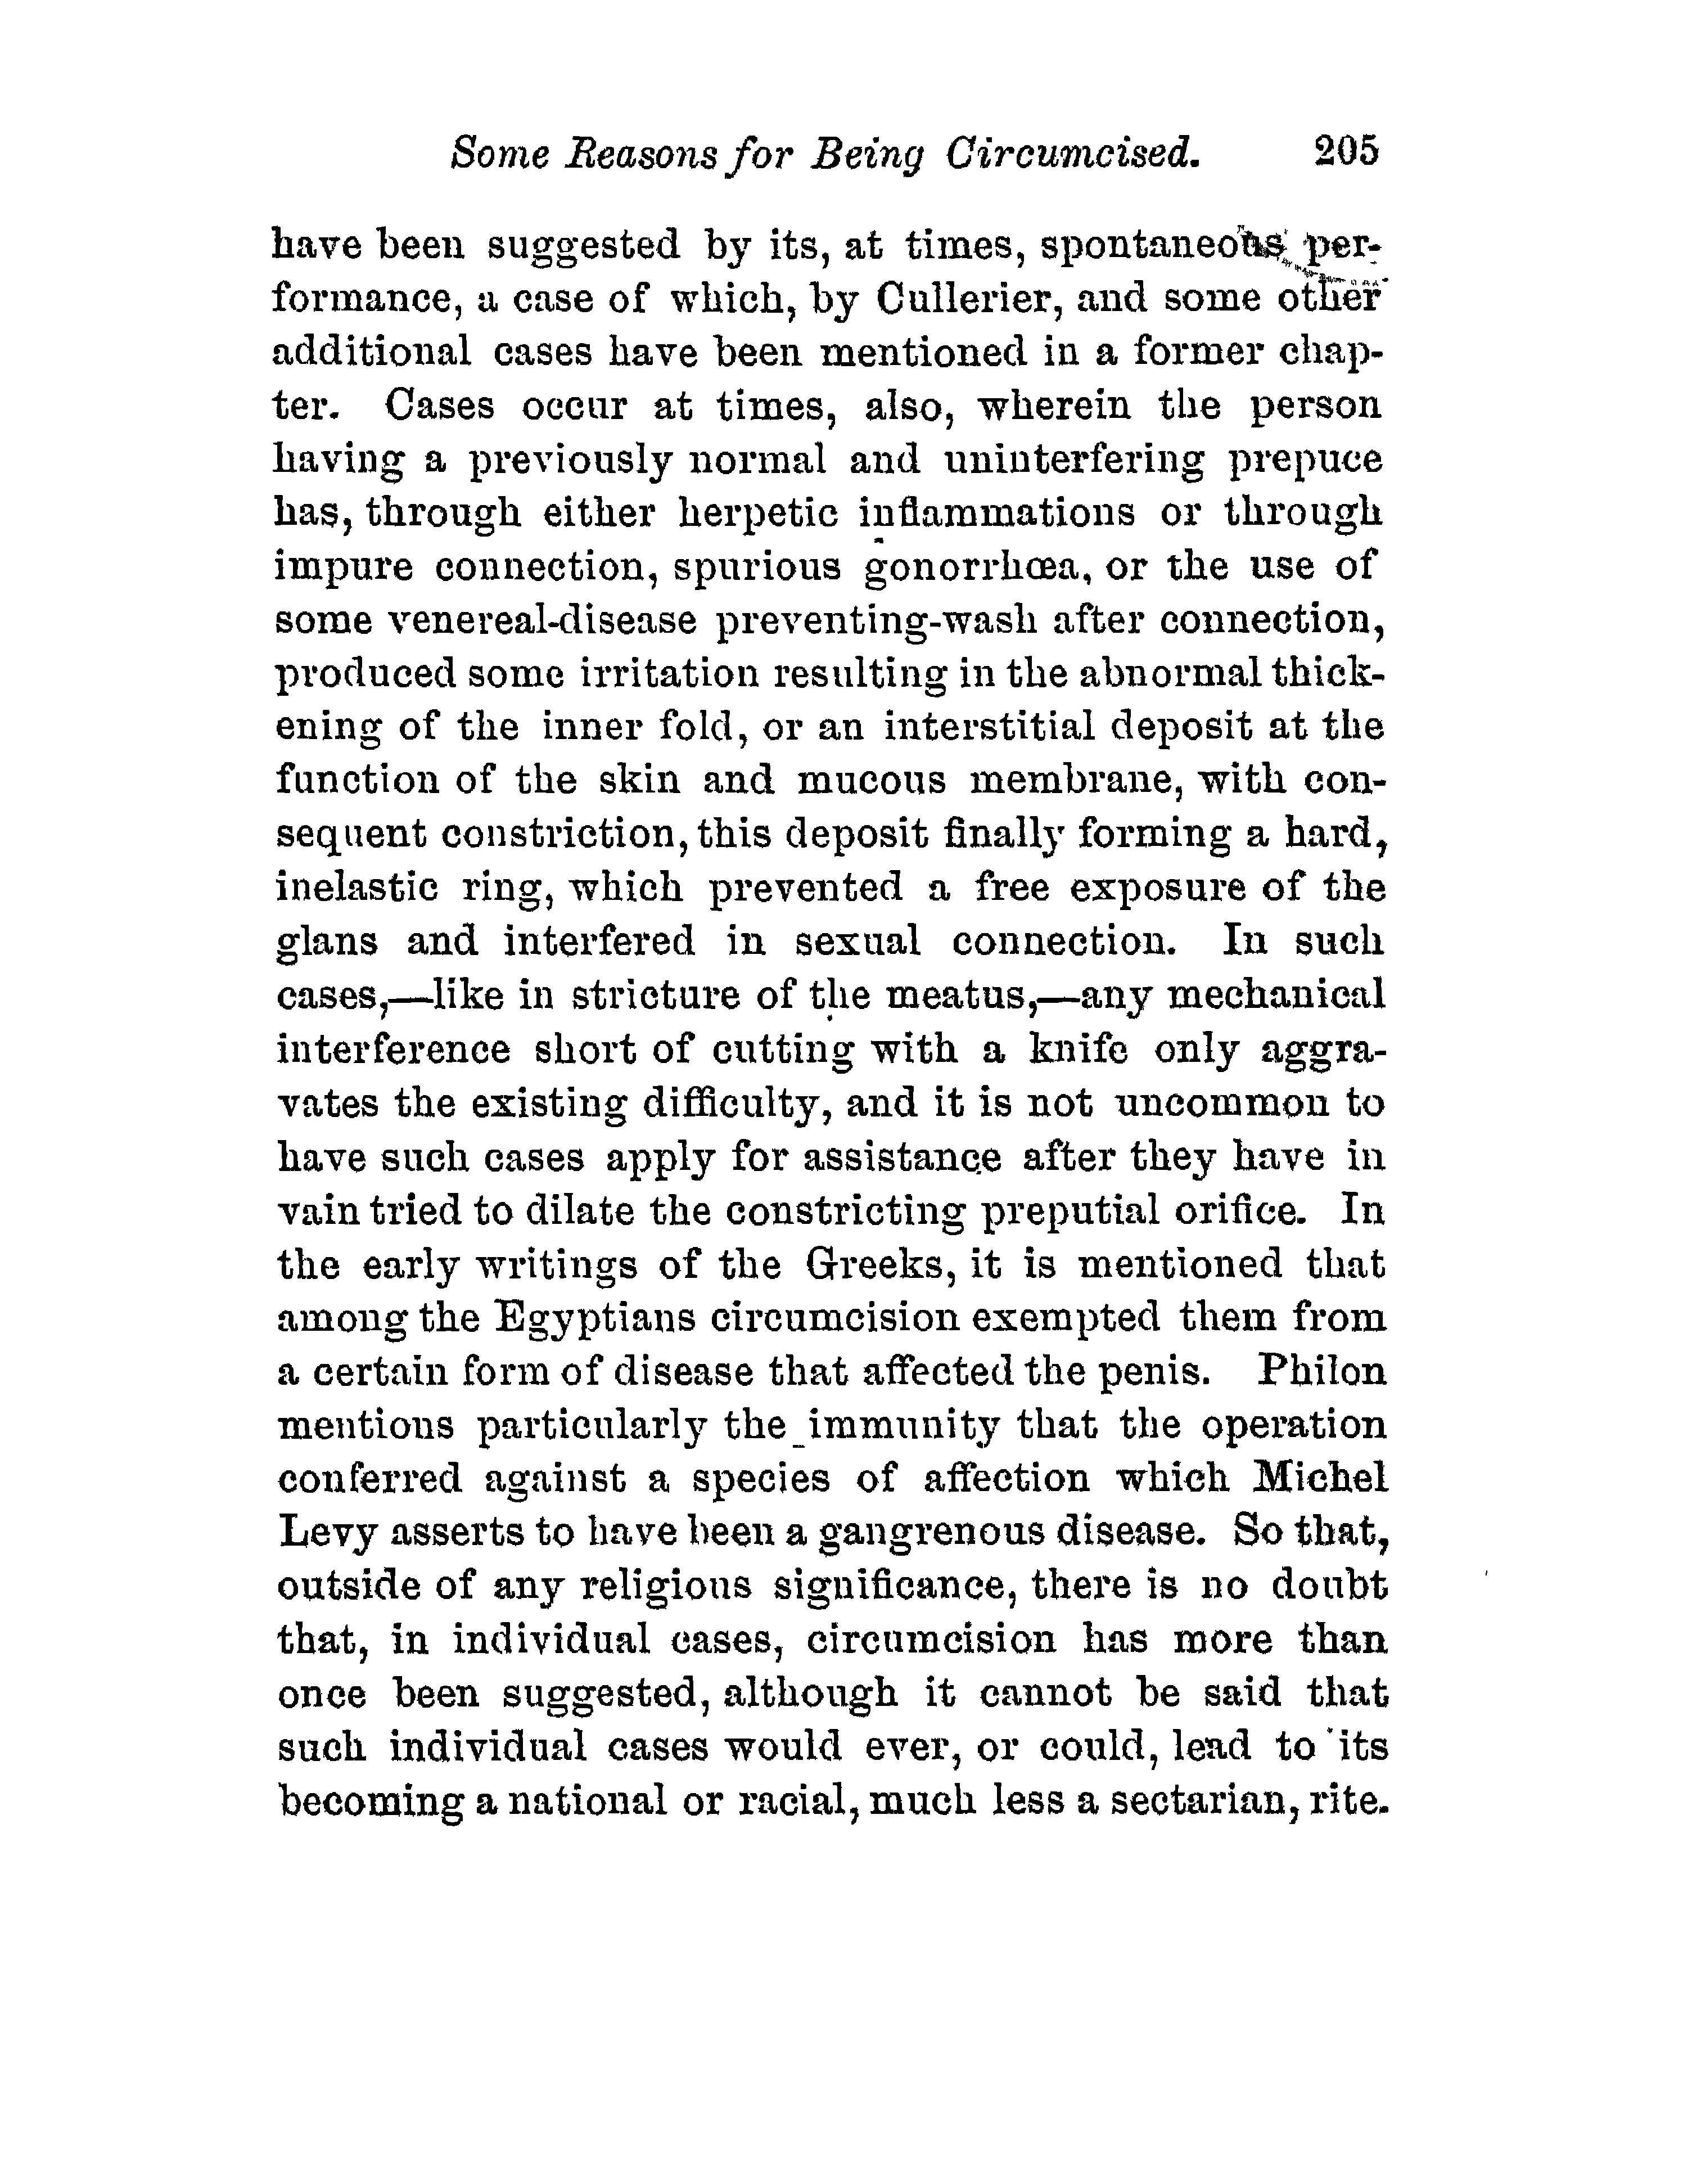 Some Reasons for Being Circumcised. 205
have been suggested by its, at times, spontaneous per-
formance, a case of which, by Cullerier, and some other
additional cases have been mentioned in a former chap-
ter. Cases occur at times, also, wherein the person
having a previously normal and uninterfering prepuce
has, through either herpetic inflammations or through
impure connection, spurious gonorrhœa, or the use of
some venereal-disease preventing-wash after connection,
produced some irritation resulting in the abnormal thick-
ening of the inner fold, or an interstitial deposit at the
function of the skin and mucous membrane, with con-
sequent constriction, this deposit finally forming a hard,
inelastic ring, which prevented a free exposure of the
glans and interfered in sexual connection. In such
cases,—like in stricture of the meatus,—any mechanical
interference short of cutting with a knife only aggra-
vates the existing difficulty, and it is not uncommon to
have such cases apply for assistance after they have in
vain tried to dilate the constricting preputial orifice. In
the early writings of the Greeks, it is mentioned that
among the Egyptians circumcision exempted them from
a certain form of disease that affected the penis. Philon
mentions particularly the immunity that the operation
conferred against a species of affection which Michel
Levy asserts to have been a gangrenous disease. So that,
outside of any religious significance, there is no doubt
that, in individual cases, circumcision has more than
once been suggested, although it cannot be said that
such individual cases would ever, or could, lead to its
becoming a national or racial, much less a sectarian, rite.